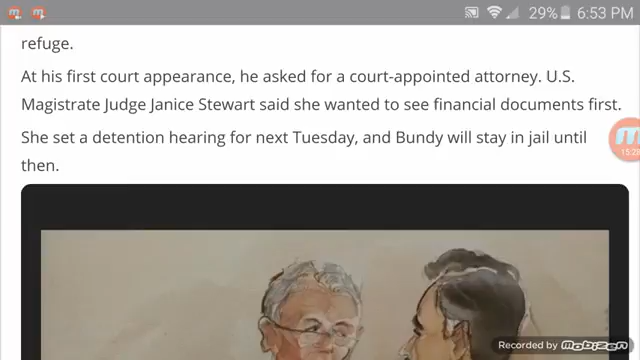 29% 6:53 PM
refuge.
At his first court appearance, he asked for a court-appointed attorney. U.S.
Magistrate Judge Janice Stewart said she wanted to see financial documents first.
She set a detention hearing for next Tuesday, and Bundy will stay in jail until
then.
Recorded by Mobizen